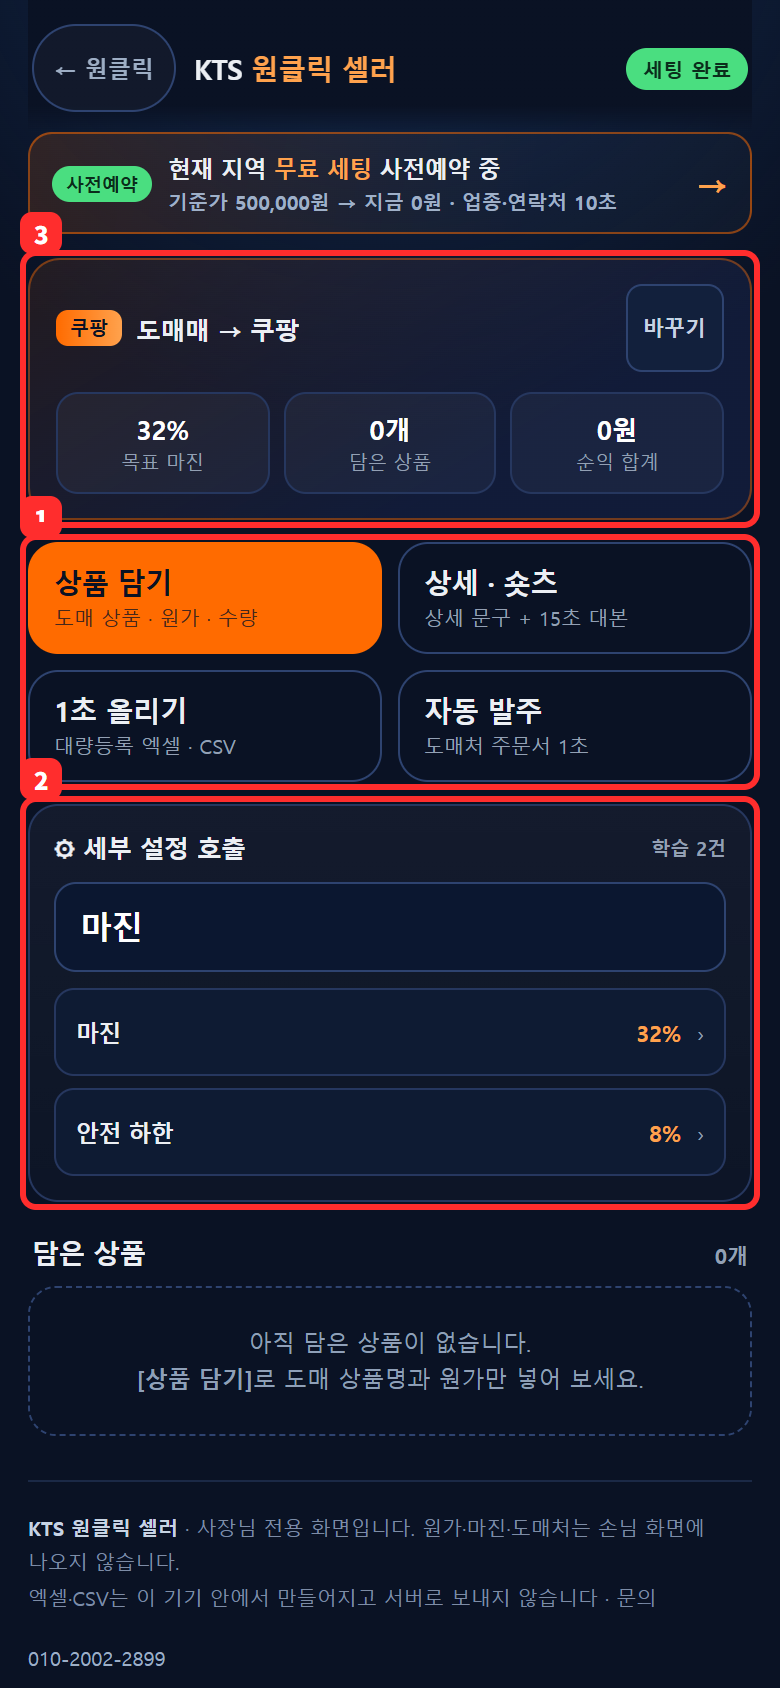 ← 원클릭
KTS 원클릭 셀러
세팅 완료
사전예약
현재 지역 무료 세팅 사전예약 중
기준가 500,000원 → 지금 0원 · 업종·연락처 10초
→
3
쿠팡
도매매 → 쿠팡
바꾸기
32%
목표 마진
0개
담은 상품
0원
순익 합계
1
상품 담기
도매 상품 · 원가 · 수량
상세 · 숏츠
상세 문구 + 15초 대본
1초 올리기
대량등록 엑셀 · CSV
자동 발주
도매처 주문서 1초
2
⚙ 세부 설정 호출
학습 2건
마진
마진
32% ›
안전 하한
8% ›
담은 상품
0개
아직 담은 상품이 없습니다.
[상품 담기]로 도매 상품명과 원가만 넣어 보세요.
KTS 원클릭 셀러 · 사장님 전용 화면입니다. 원가·마진·도매처는 손님 화면에
나오지 않습니다.
엑셀·CSV는 이 기기 안에서 만들어지고 서버로 보내지 않습니다 · 문의
010-2002-2899